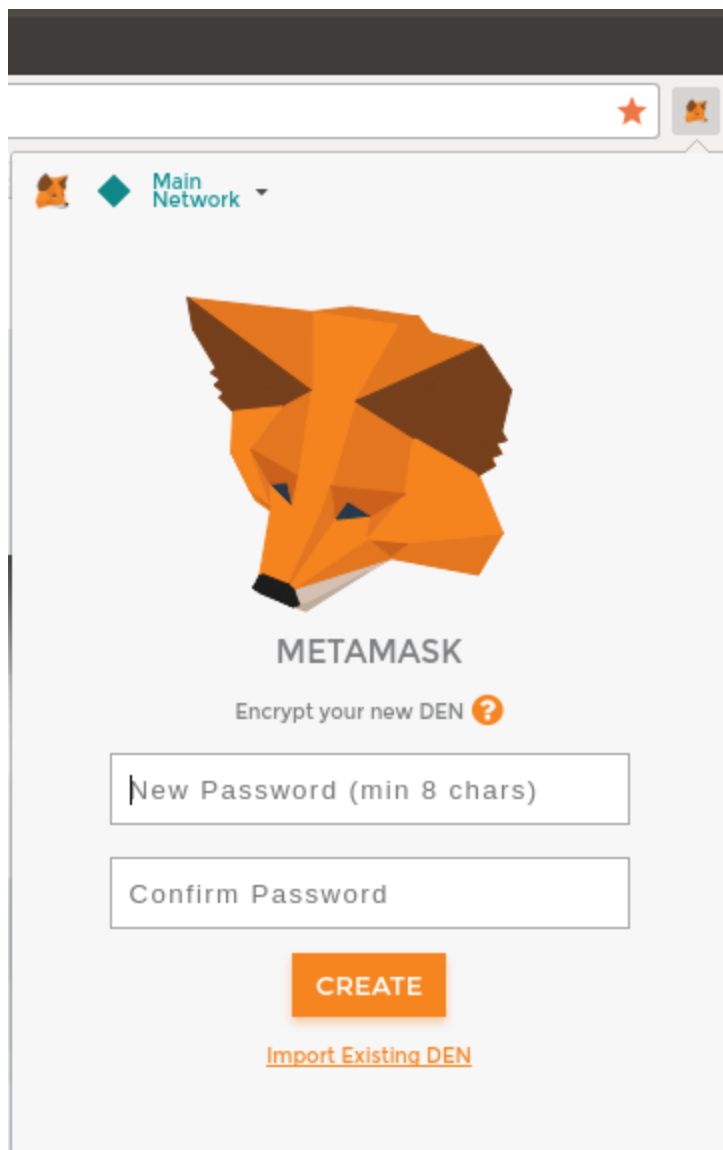 Main
Network
METAMASK
Encrypt your new DEN ?
New Password (min 8 chars)
Confirm Password
CREATE
Import Existing DEN